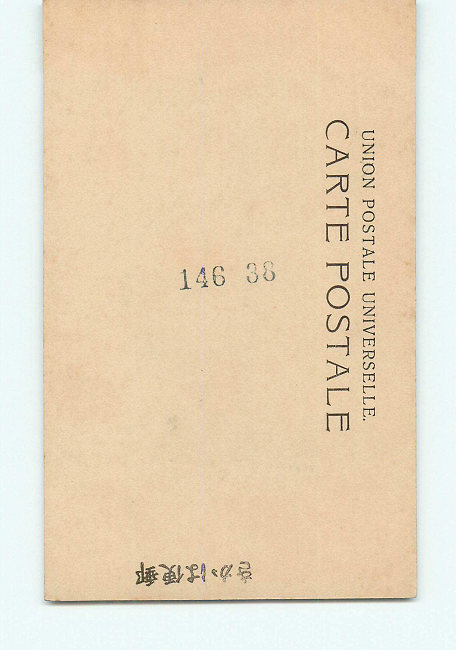 UNION POSTALE UNIVERSELLE.
CARTE POSTALE
146 38
郵便はかき